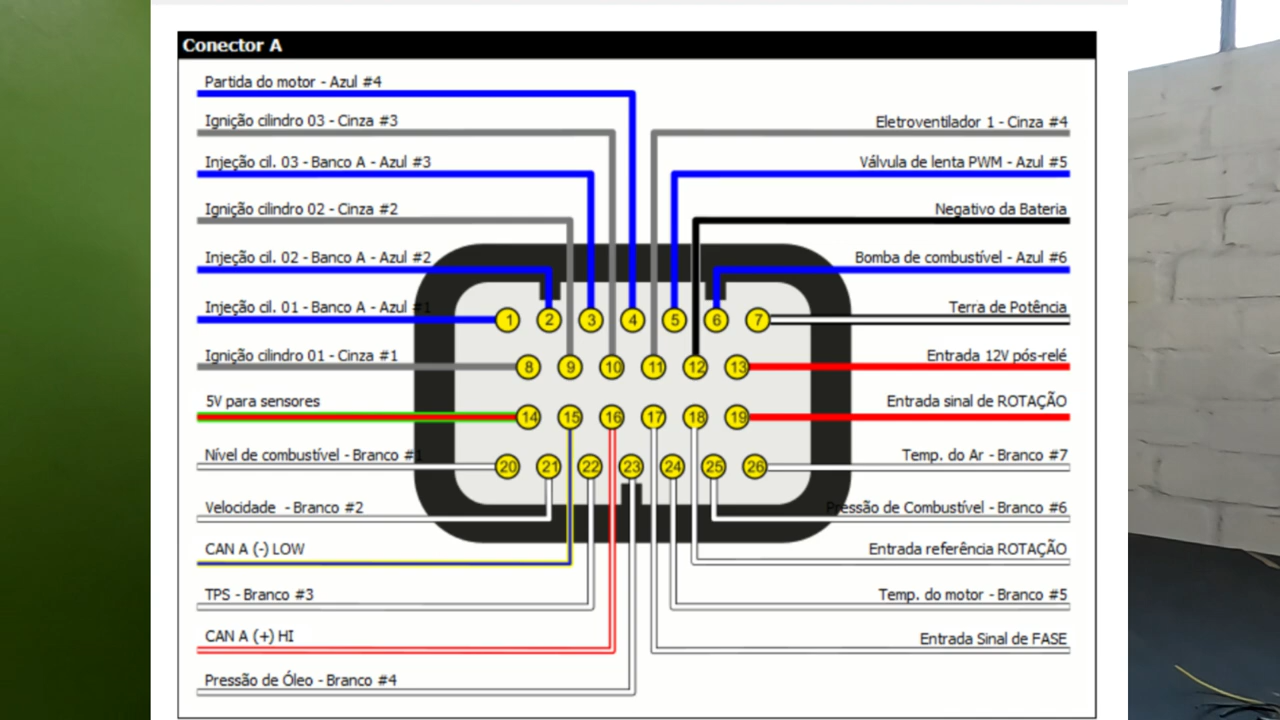 Conector A
Partida do motor - Azul #4
Ignição cilindro 03 - Cinza #3
Eletroventilador 1 - Cinza #4
Injeção cil. 03 - Banco A - Azul #3
Válvula de lenta PWM - Azul #5
Ignição cilindro 02 - Cinza #2
Negativo da Bateria
Injeção cil. 02 - Banco A - Azul #2
Bomba de combustível - Azul #6
Injeção cil. 01 - Banco A - Azul #1
Terra de Potência
1 2 3 4 5 6 7
Ignição cilindro 01 - Cinza #1
Entrada 12V pós-relé
8 9 10 11 12 13
5V para sensores
Entrada sinal de ROTAÇÃO
14 15 16 17 18 19
Nível de combustível - Branco #1
Temp. do Ar - Branco #7
20 21 22 23 24 25 26
Velocidade - Branco #2
Pressão de Combustível - Branco #6
CAN A (-) LOW
Entrada referência ROTAÇÃO
TPS - Branco #3
Temp. do motor - Branco #5
CAN A (+) HI
Entrada Sinal de FASE
Pressão de Óleo - Branco #4